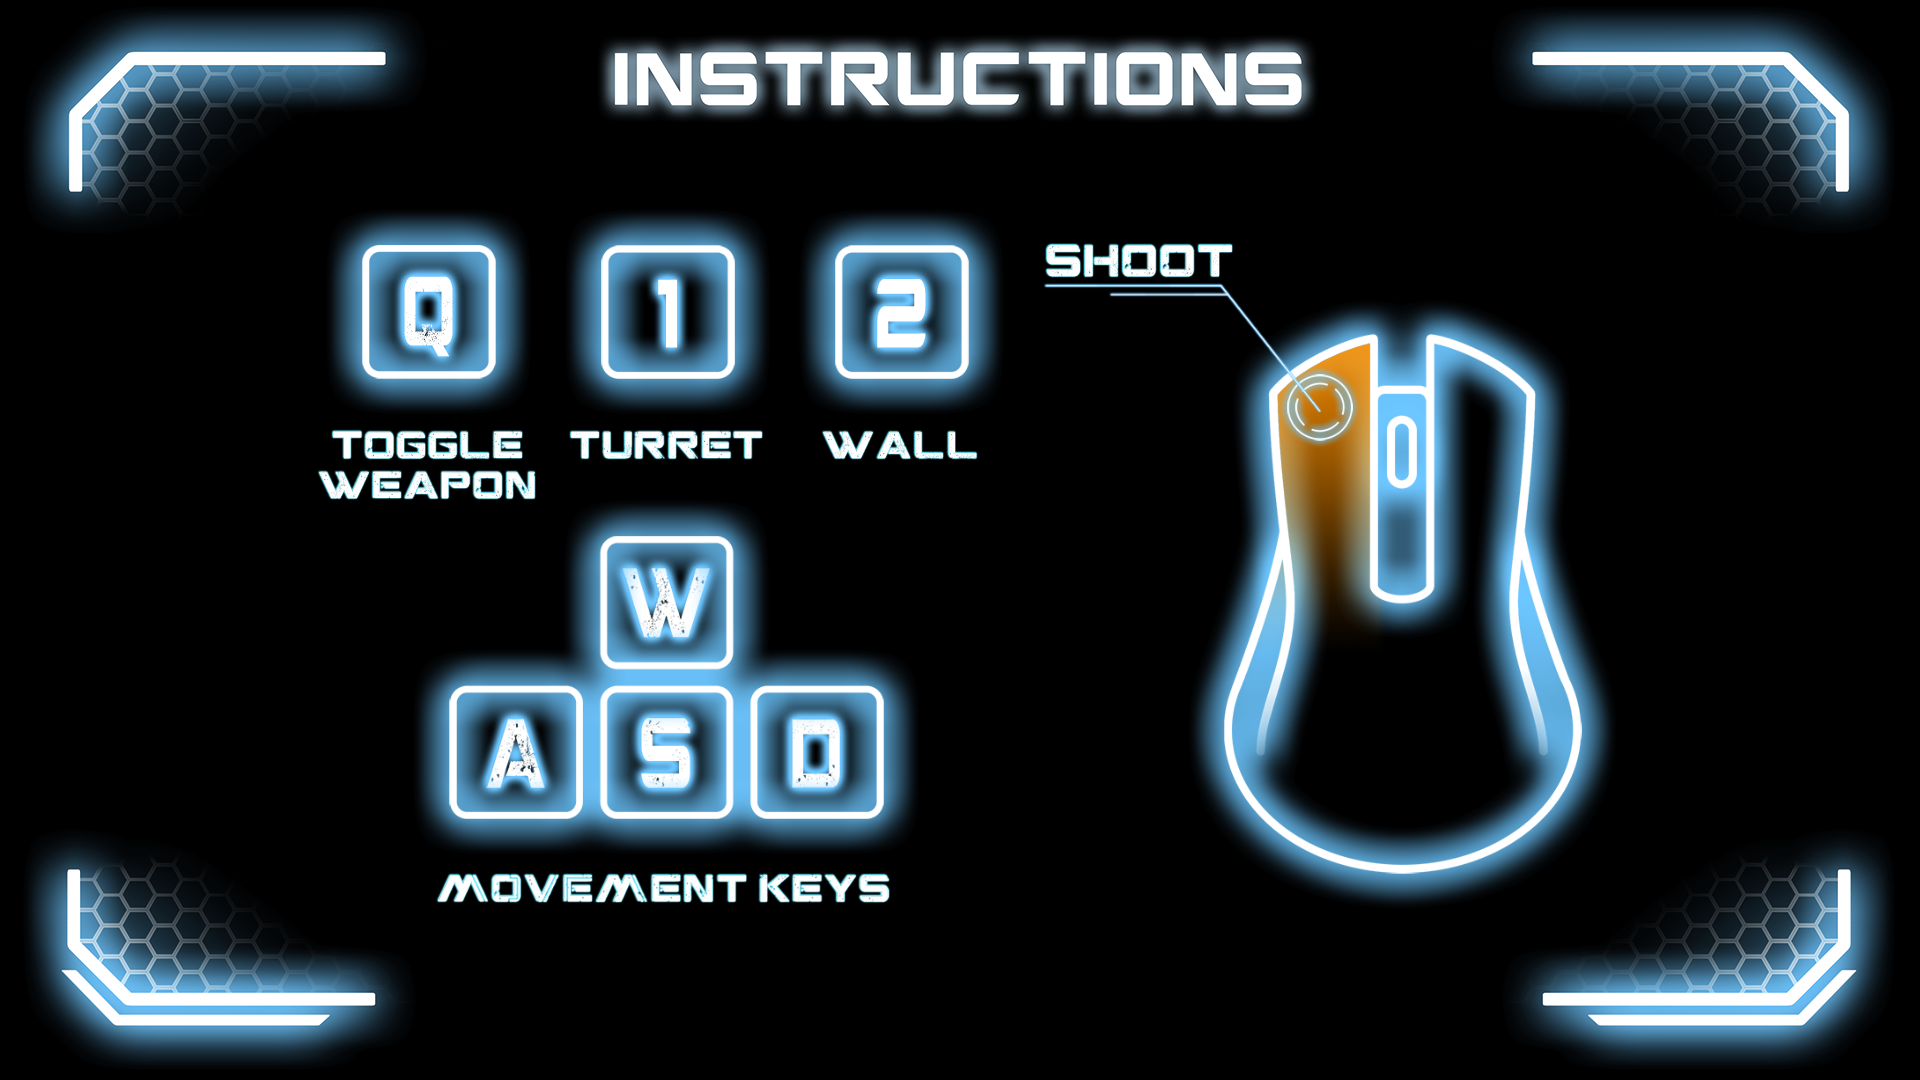 INSTRUCTIONS
Q 1 2
SHOOT
TOGGLE WEAPON
TURRET
WALL
W
A S D
MOVEMENT KEYS